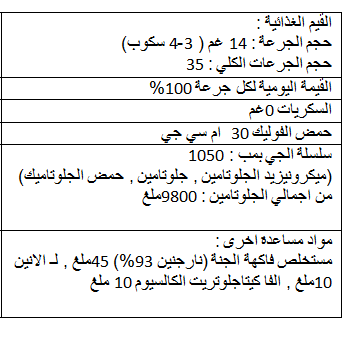 القيم الغذائية :
حجم الجرعة : 14 غم ( 3-4 سكوب)
حجم الجرعات الكلي : 35
القيمة اليومية لكل جرعة 100%
السكريات 0غم
حمض الفوليك 30 ام سي جي
سلسلة الجي بمب : 1050
(ميكرونيزيد الجلوتامين , جلوتامين , حمض الجلوتاميك)
من اجمالي الجلوتامين : 9800ملغ
مواد مساعدة اخرى :
مستخلص فاكهة الجنة (نارجنين 93%) 45ملغ , لـ الانين
10ملغ , الفا كيتاجلوتريت الكالسيوم 10 ملغ